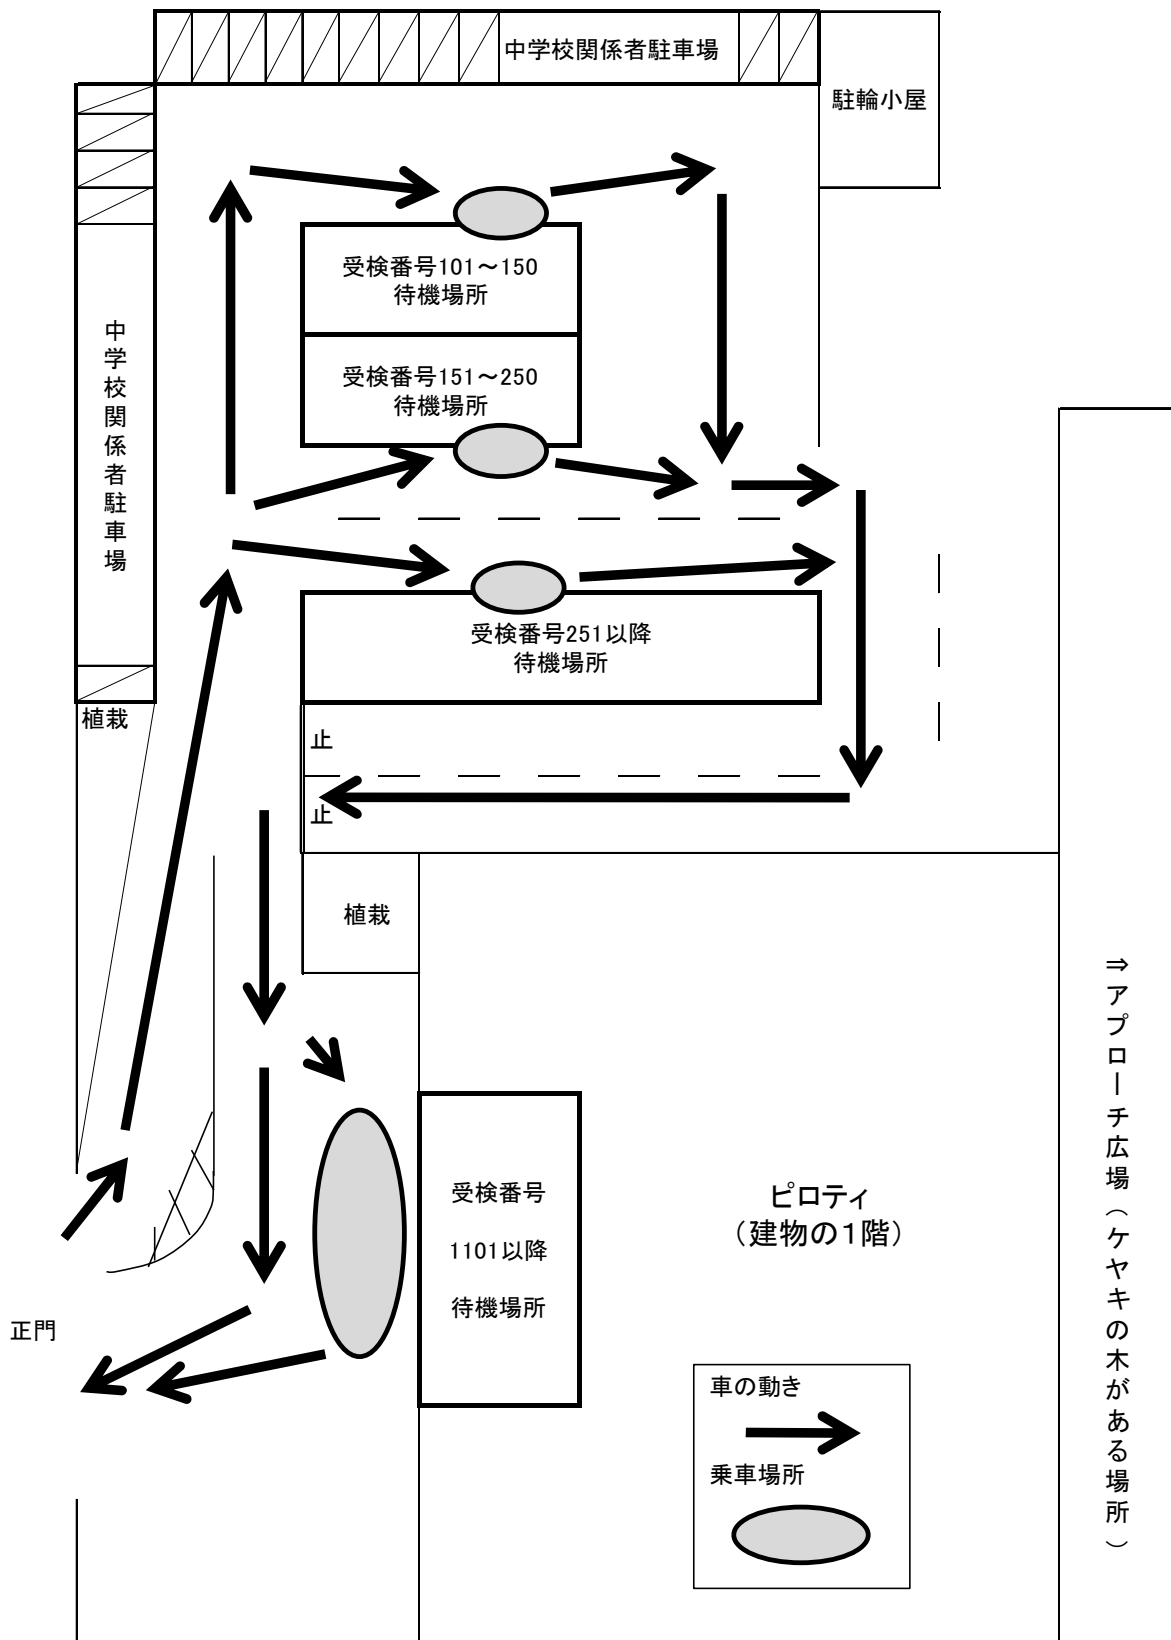 中学校関係者駐車場
駐輪小屋
受検番号101～150
待機場所
受検番号151～250
待機場所
中学校関係者駐車場
受検番号251以降
待機場所
植栽
止
止
植栽
⇒アプローチ広場（ケヤキの木がある場所）
受検番号
1101以降
待機場所
ピロティ
（建物の1階）
正門
車の動き
乗車場所